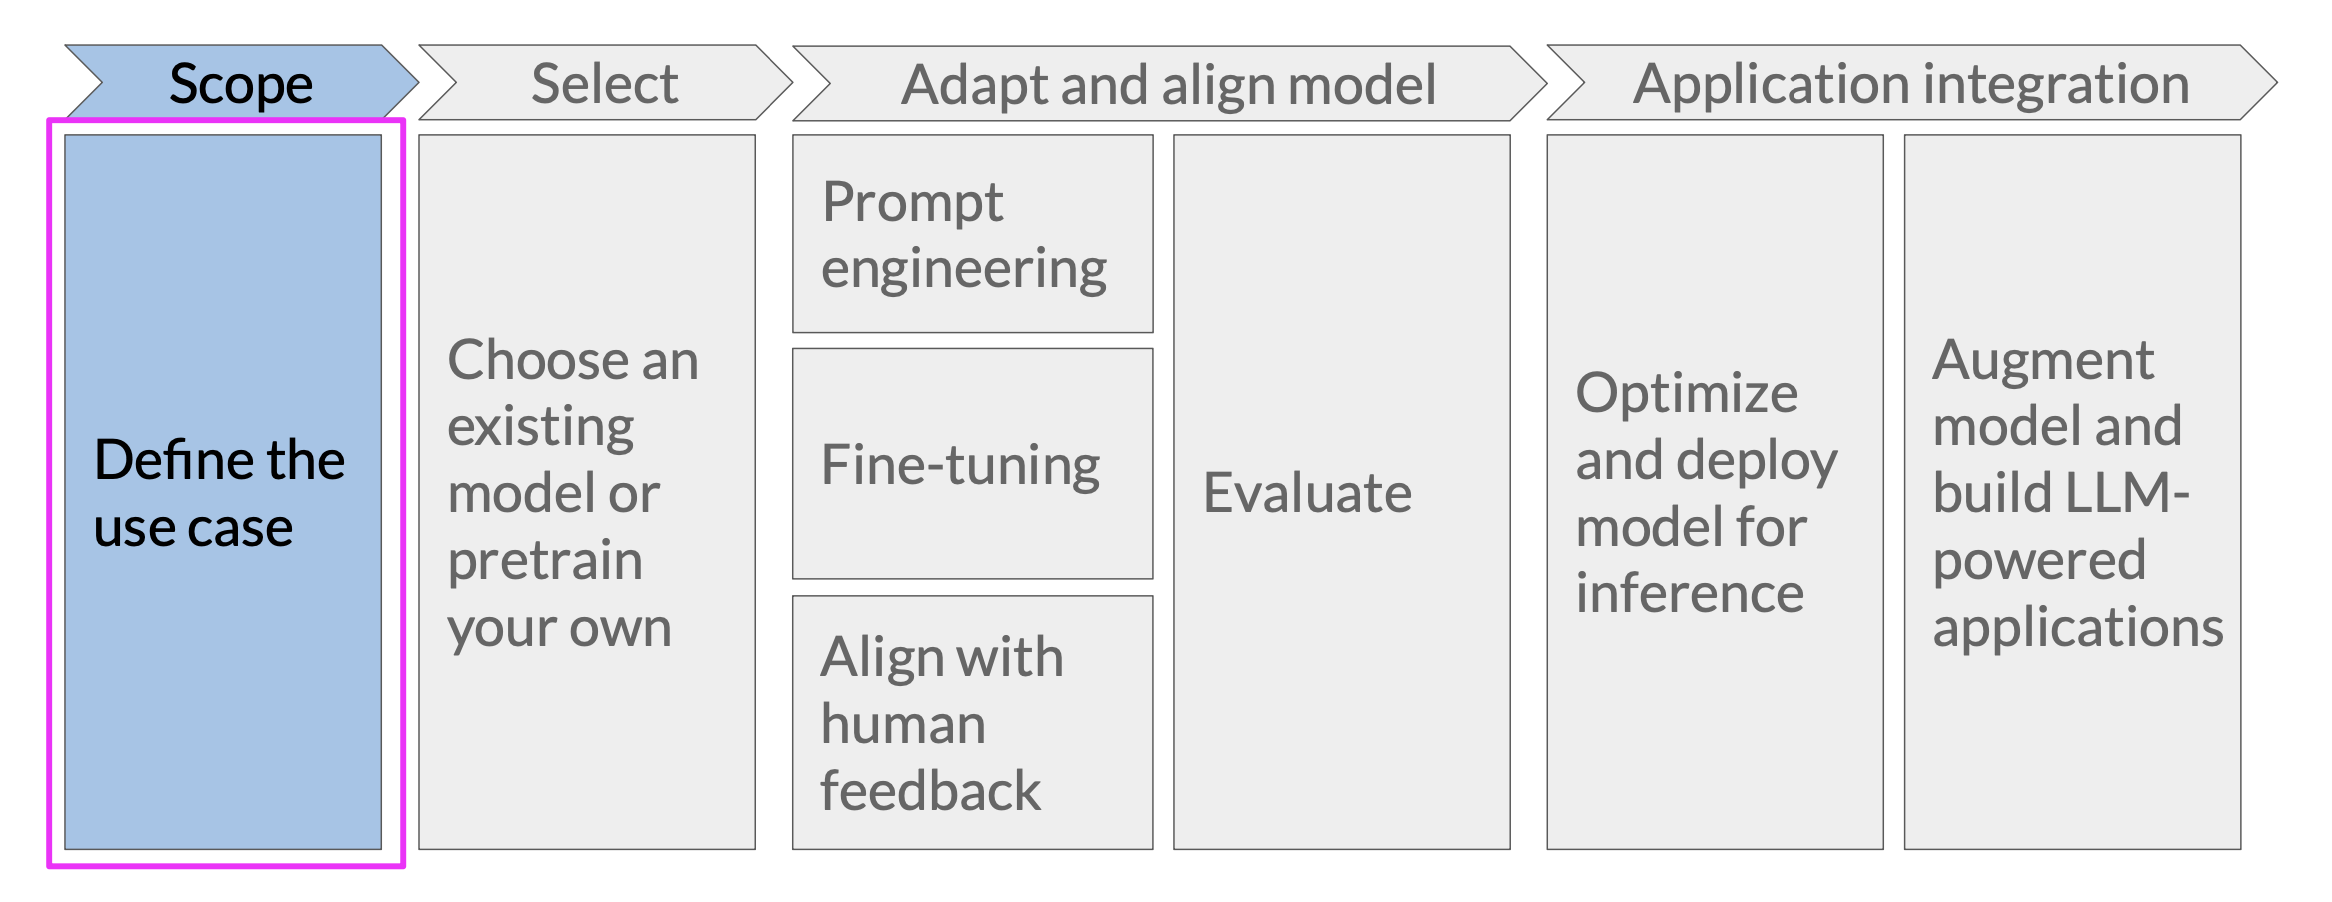 Scope
Select
Adapt and align model
Application integration
Define the
use case
Choose an
existing
model or
pretrain
your own
Prompt
engineering
Fine-tuning
Align with
human
feedback
Evaluate
Optimize
and deploy
model for
inference
Augment
model and
build LLM-
powered
applications